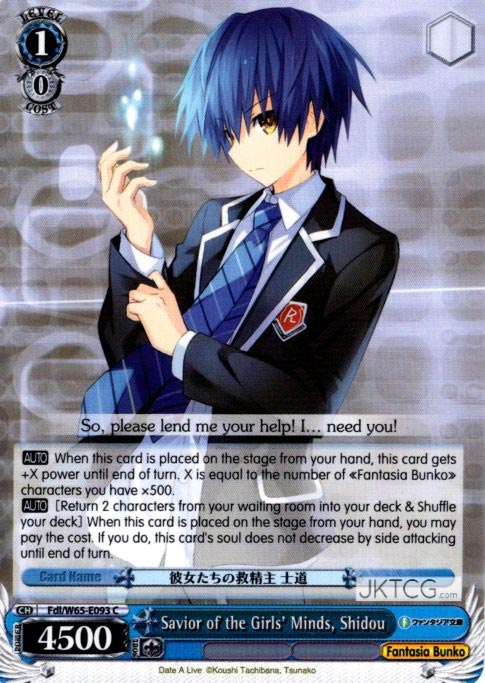 LEVEL
1
0
COST
So, please lend me your help! I... need you!
AUTO When this card is placed on the stage from your hand, this card gets
+X power until end of turn. X is equal to the number of «Fantasia Bunko»
characters you have ×500.
AUTO [Return 2 characters from your waiting room into your deck & Shuffle
your deck] When this card is placed on the stage from your hand, you may
pay the cost. If you do, this card's soul does not decrease by side attacking
until end of turn.
Card Name 彼女たちの救精主 士道
JKTCG.com
CH Fdl/W65-E093 C
POWER 4500 SOUL Savior of the Girls' Minds, Shidou ファンタジア文庫
Fantasia Bunko
Date A Live ©Koushi Tachibana, Tsunako